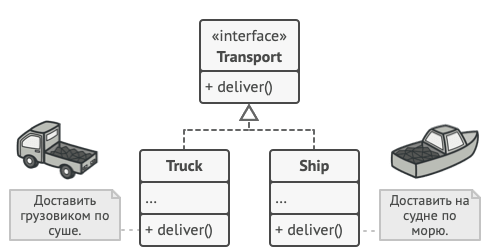 «interface»
Transport
+ deliver()
Truck
...
+ deliver()
Ship
...
+ deliver()
Доставить
грузовиком по
суше.
Доставить на
судне по
морю.